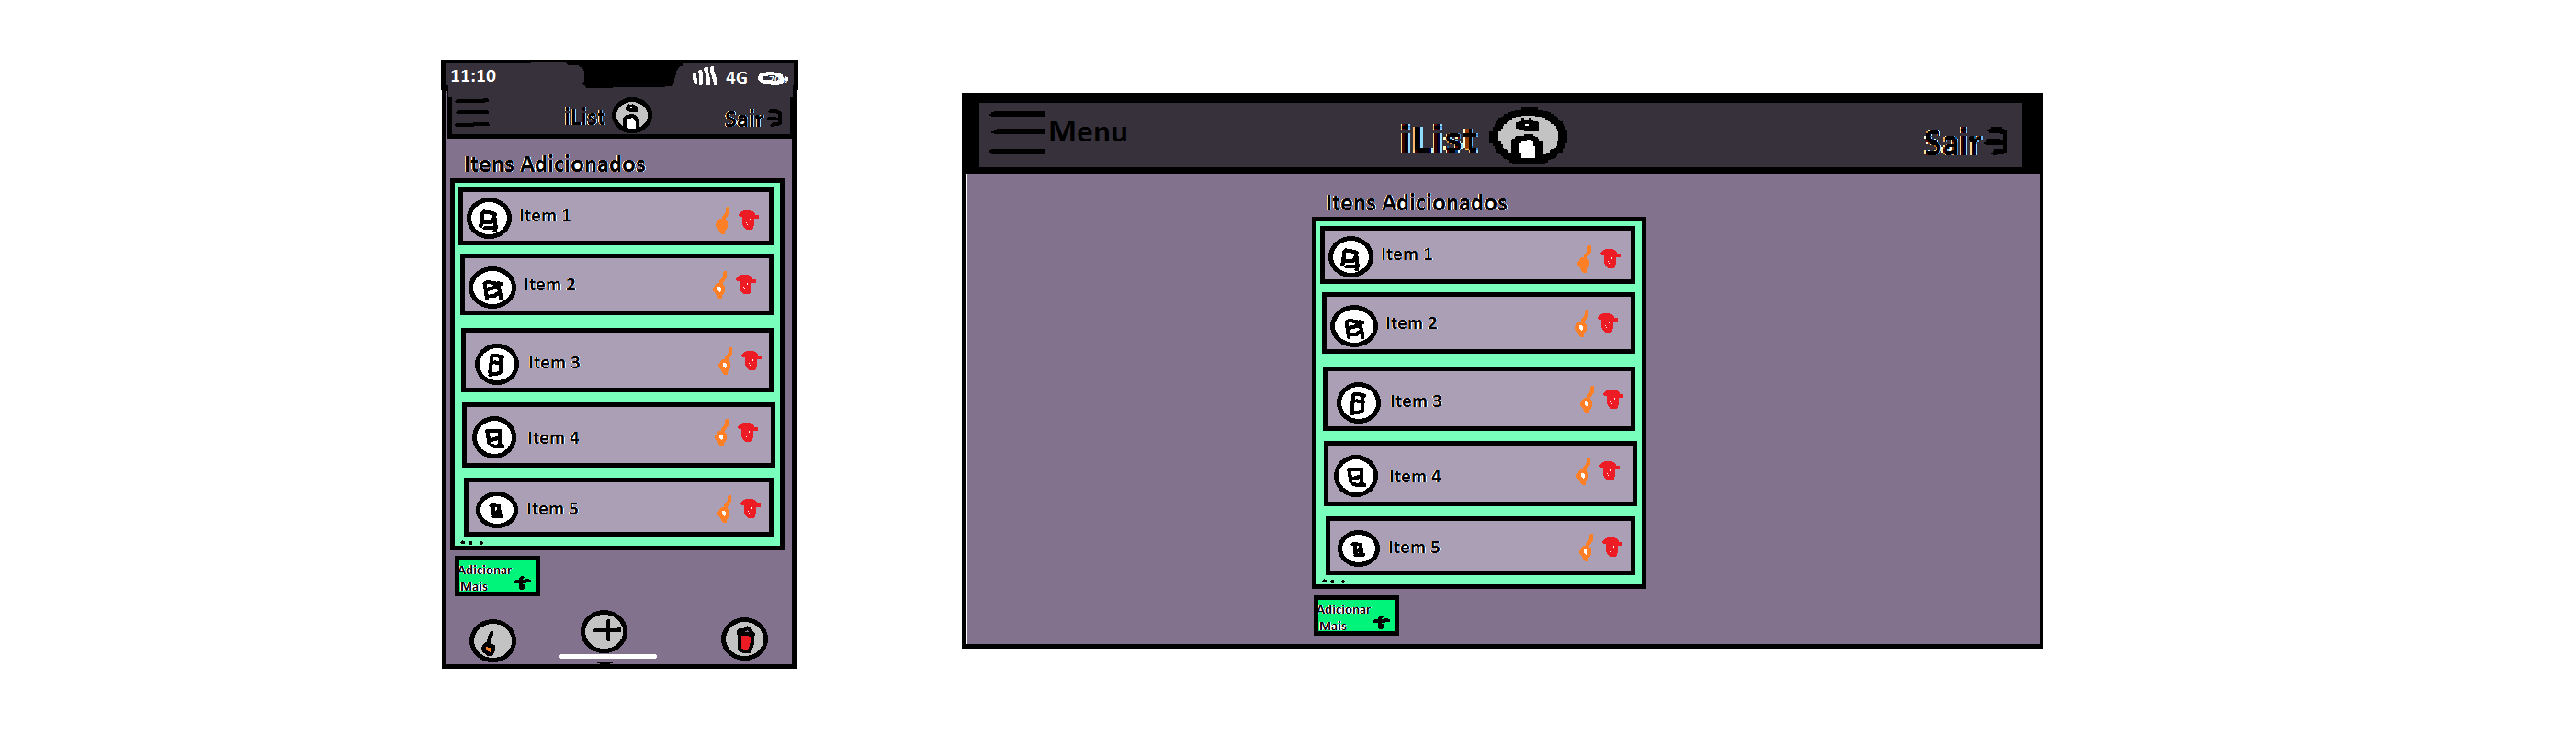 11:10 4G
iList Sair
Itens Adicionados
Item 1
Item 2
Item 3
Item 4
Item 5
...
Adicionar
Mais +
Menu iList Sair
Itens Adicionados
Item 1
Item 2
Item 3
Item 4
Item 5
...
Adicionar
Mais +